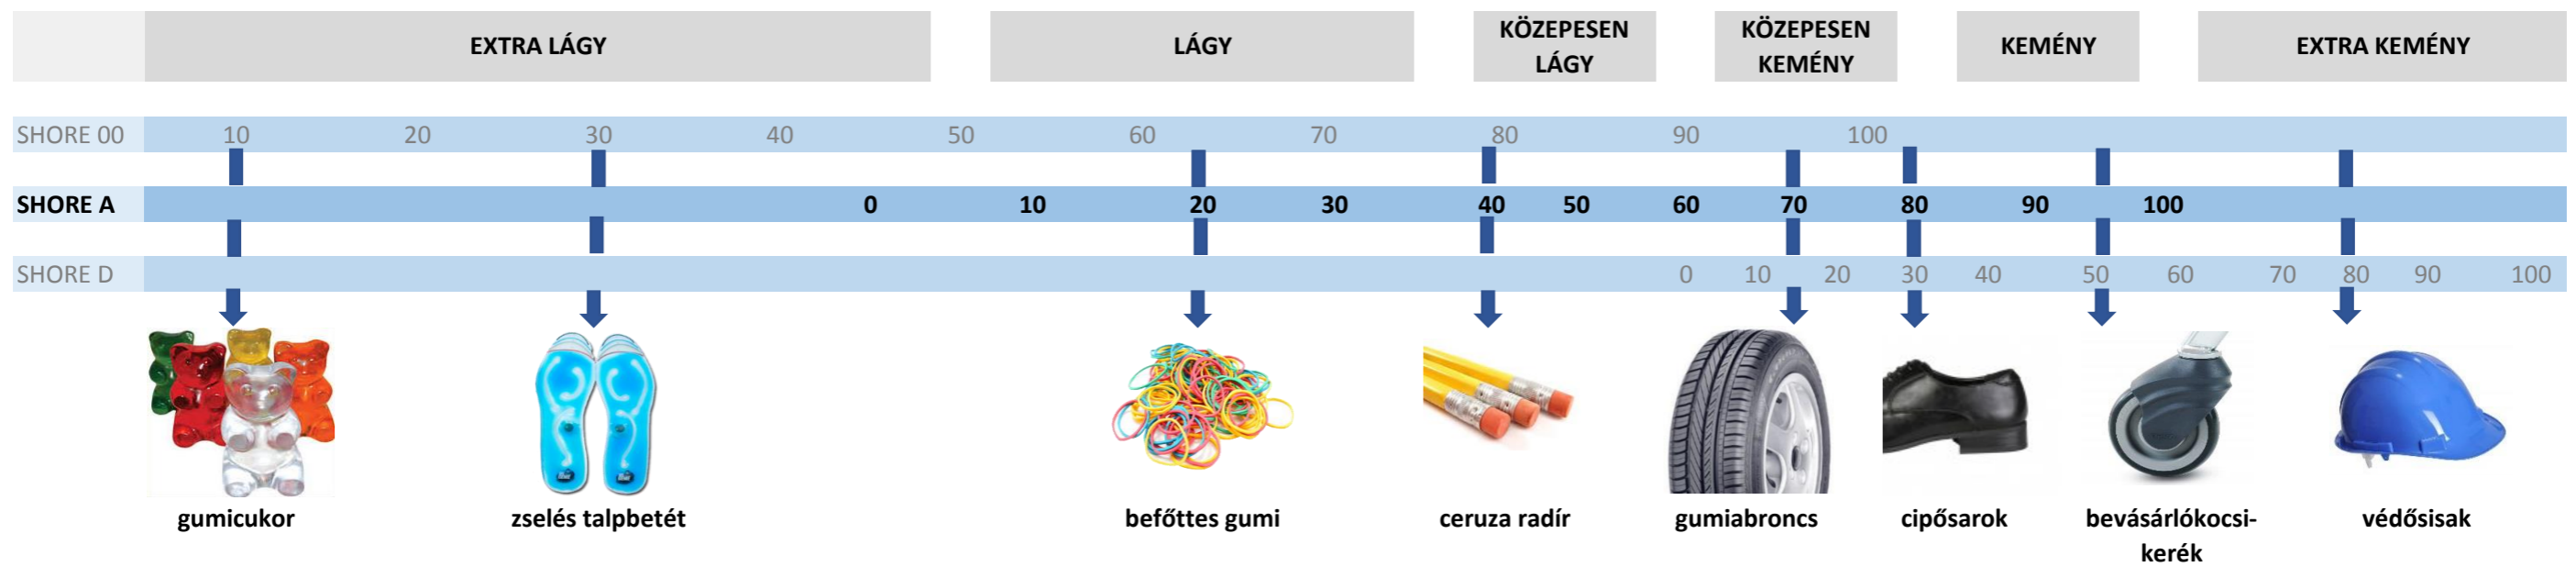 EXTRA LÁGY
LÁGY
KÖZEPESEN
LÁGY
KÖZEPESEN
KEMÉNY
KEMÉNY
EXTRA KEMÉNY
SHORE 00 10 20 30 40 50 60 70 80 90 100
SHORE A 0 10 20 30 40 50 60 70 80 90 100
SHORE D 0 10 20 30 40 50 60 70 80 90 100
gumicukor
zselés talpbetét
befőttes gumi
ceruza radír
gumiabroncs
cipősarok
bevásárlókocsi-
kerék
védősisak